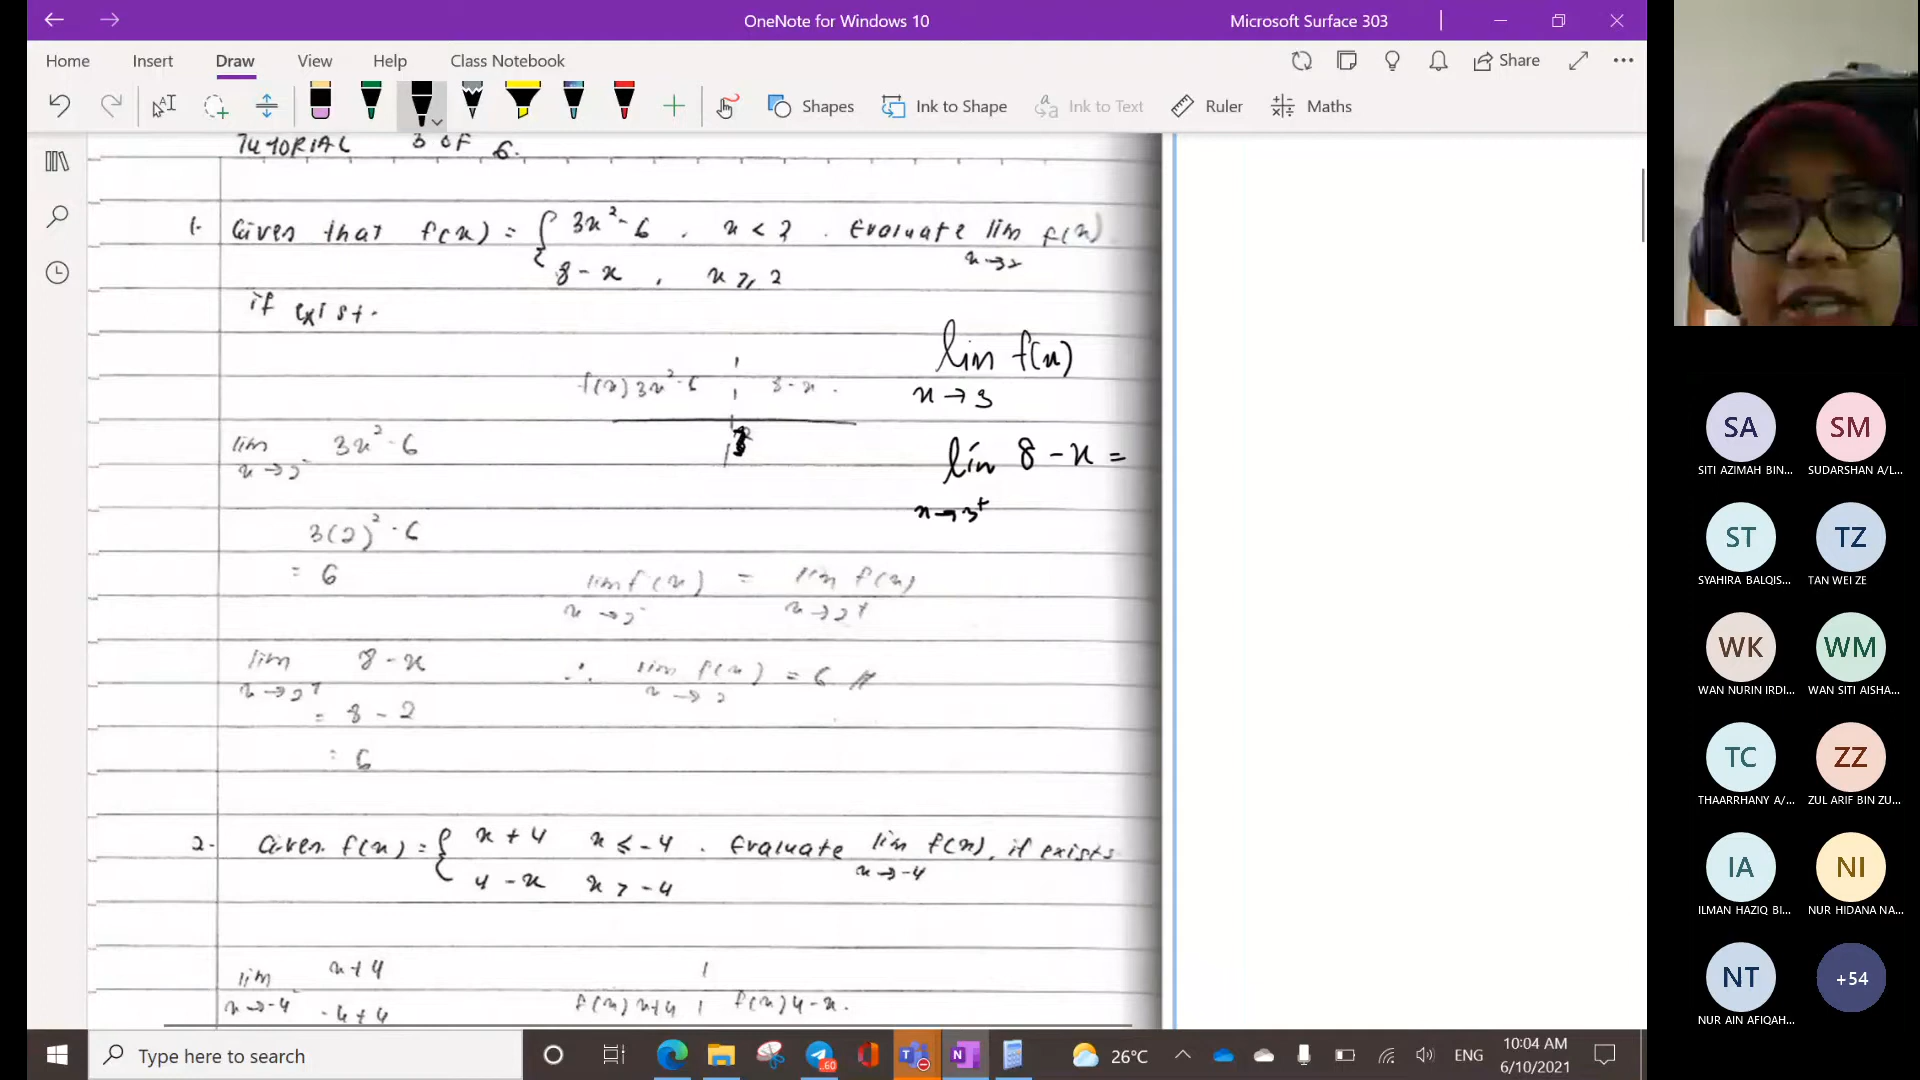 OneNote for Windows 10
Microsoft Surface 303
Home Insert Draw View Help Class Notebook
Share
Shapes Ink to Shape Ink to Text Ruler Maths
TUTORIAL 3 OF 6.
1. Given that f(x) = { 3x² - 6 , x < 2 . Evaluate lim f(x)
8 - x , x ≥ 2 x→2
if exist.
lim f(x)
x → 3
f(x) 3x² - 6 8 - x .
lim 3x² - 6
x → 2⁻
lim 8 - x =
x → 3⁺
3(2)² - 6
= 6
lim f(x) = lim f(x)
x → 2⁻ x → 2⁺
lim 8 - x
x → 2⁺
∴ lim f(x) = 6 //
x → 2
= 8 - 2
= 6
2. Given f(x) = { x + 4 x ≤ -4 . Evaluate lim f(x), if exists
4 - x x > -4 x → -4
lim x + 4
x → -4⁻ -4 + 4
f(x) x+4 f(x) 4 - x .
SA SM
SITI AZIMAH BIN... SUDARSHAN A/L...
ST TZ
SYAHIRA BALQIS... TAN WEI ZE
WK WM
WAN NURIN IRDI... WAN SITI AISHA...
TC ZZ
THAARRHANY A/... ZUL ARIF BIN ZU...
IA NI
ILMAN HAZIQ BI... NUR HIDANA NA...
NT +54
NUR AIN AFIQAH...
Type here to search
60
26°C
ENG
10:04 AM
6/10/2021